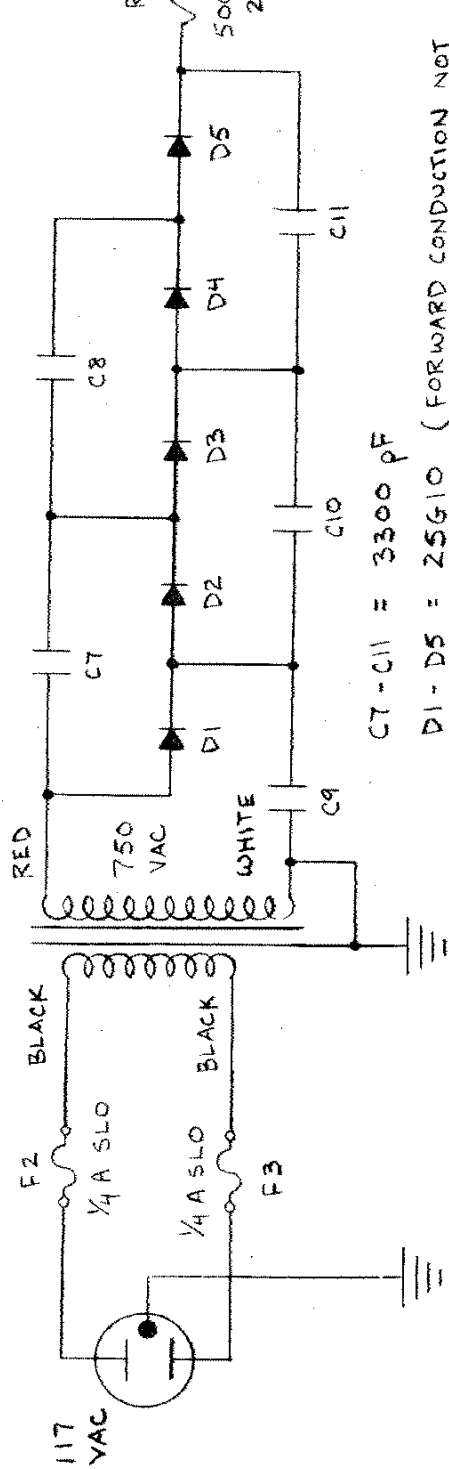 117
VAC
F2
¼ A SLO
¼ A SLO
F3
BLACK
BLACK
RED
750
VAC
WHITE
C7
C8
D1
D2
D3
D4
D5
C9
C10
C11
C7 - C11 = 3300 pF
D1 - D5 = 25G10 (FORWARD CONDUCTION NOT